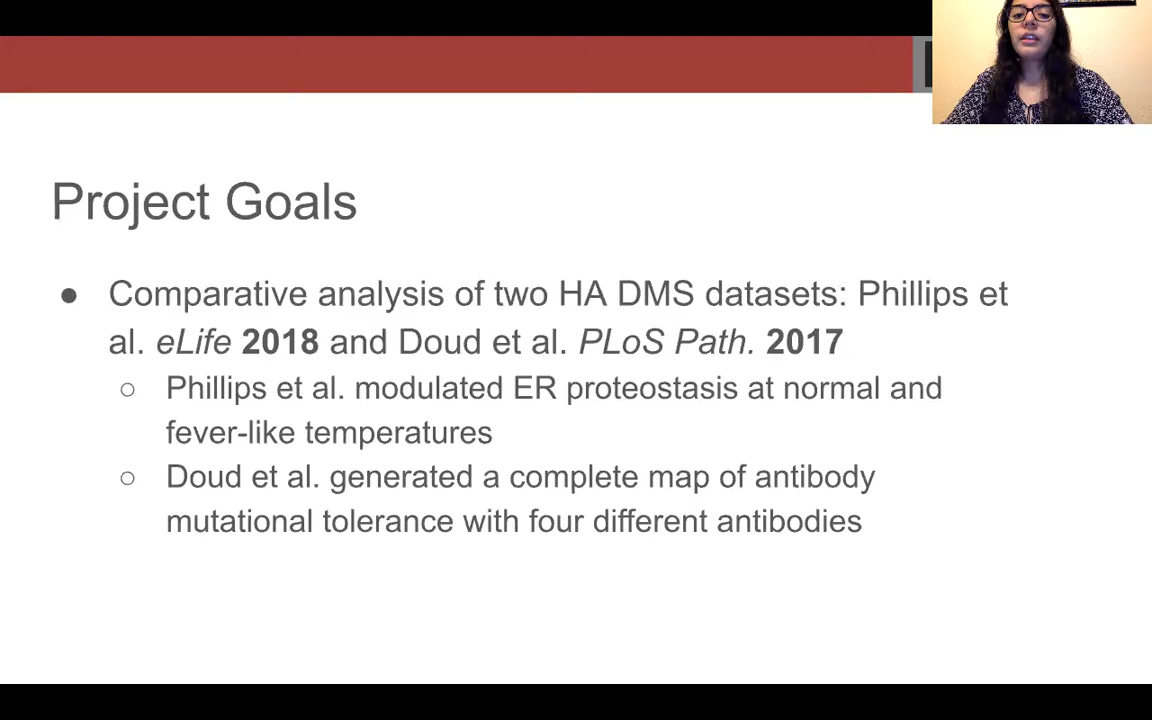 Project Goals
● Comparative analysis of two HA DMS datasets: Phillips et
al. eLife 2018 and Doud et al. PLoS Path. 2017
○ Phillips et al. modulated ER proteostasis at normal and
fever-like temperatures
○ Doud et al. generated a complete map of antibody
mutational tolerance with four different antibodies